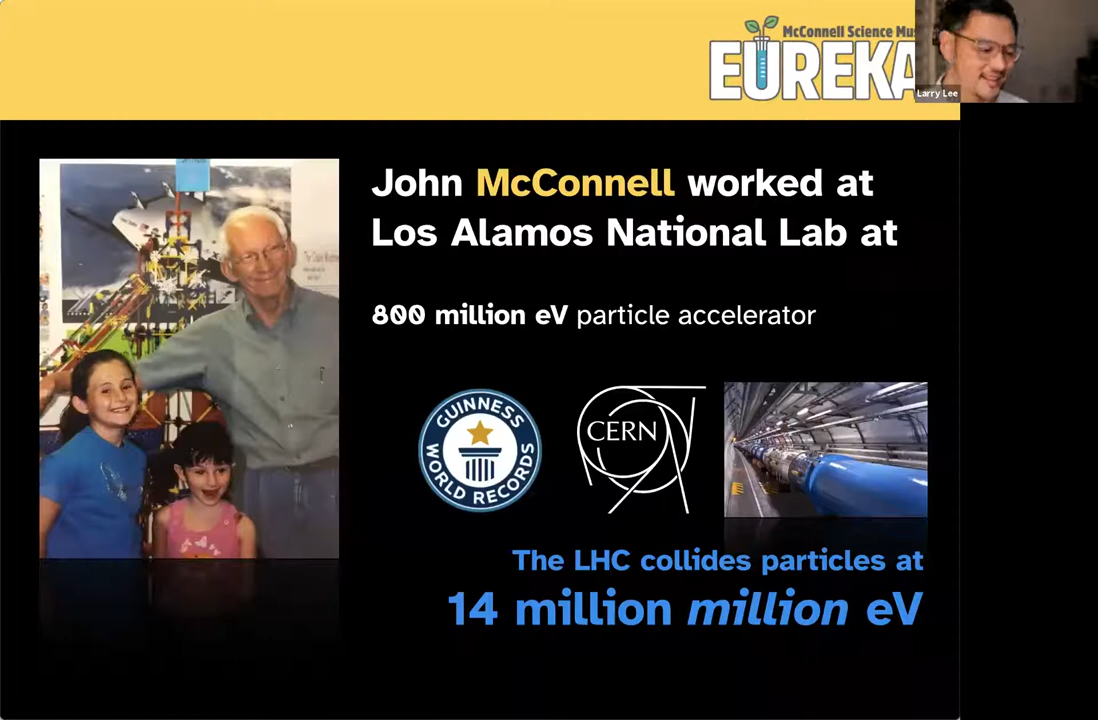 McConnell Science Mus
EUREKA
Larry Lee
John McConnell worked at
Los Alamos National Lab at
800 million eV particle accelerator
GUINNESS
WORLD RECORDS
CERN
The LHC collides particles at
14 million million eV